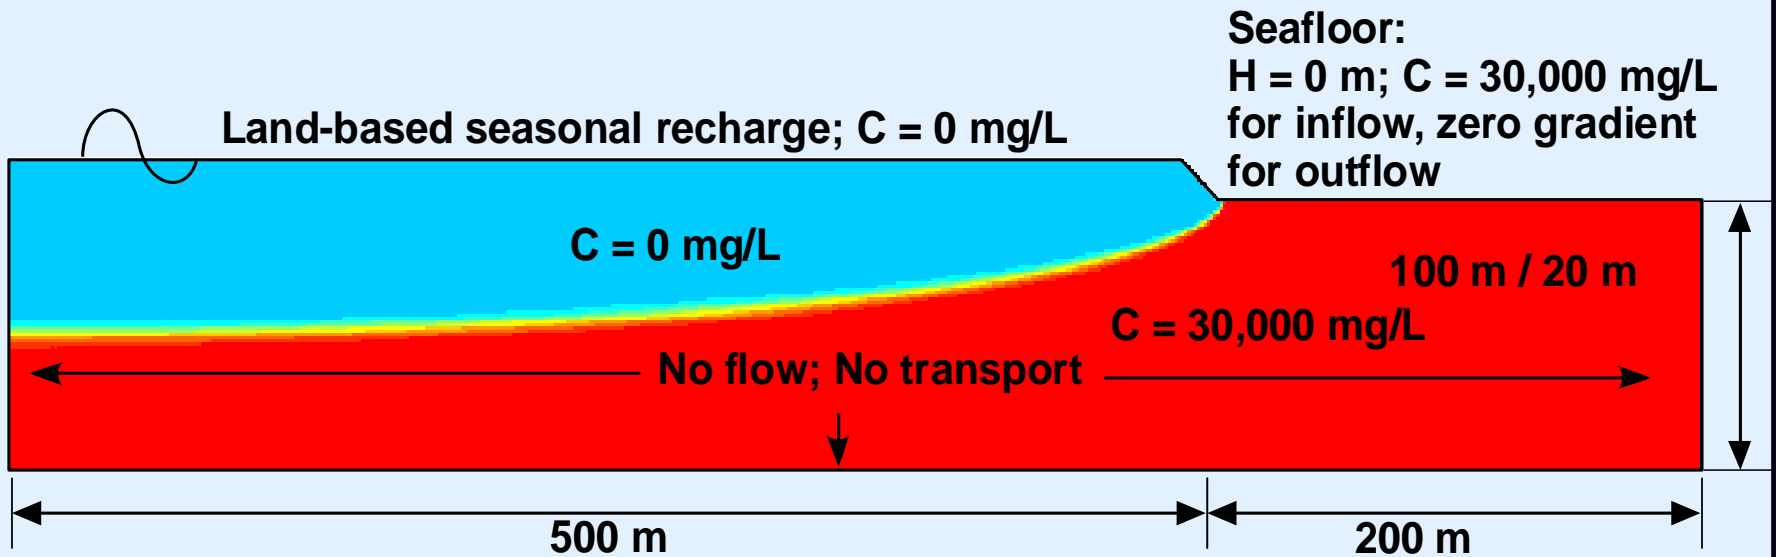 Seafloor:
H = 0 m; C = 30,000 mg/L
for inflow, zero gradient
for outflow
Land-based seasonal recharge; C = 0 mg/L
C = 0 mg/L
100 m / 20 m
C = 30,000 mg/L
No flow; No transport
500 m
200 m